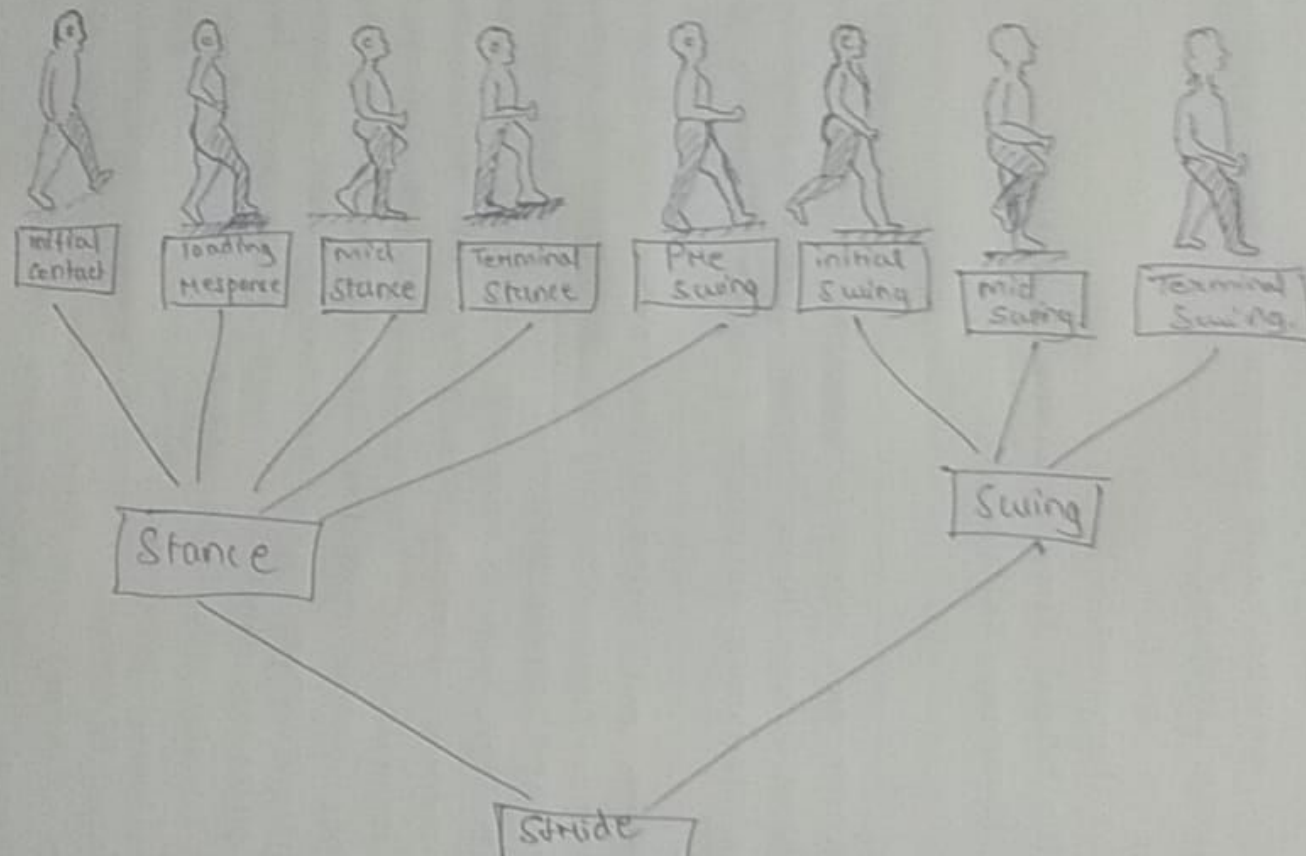 initial
contact
loading
response
mid
stance
Terminal
Stance
Pre
swing
initial
swing
mid
swing
Terminal
Swing.
Stance
Swing
Stride